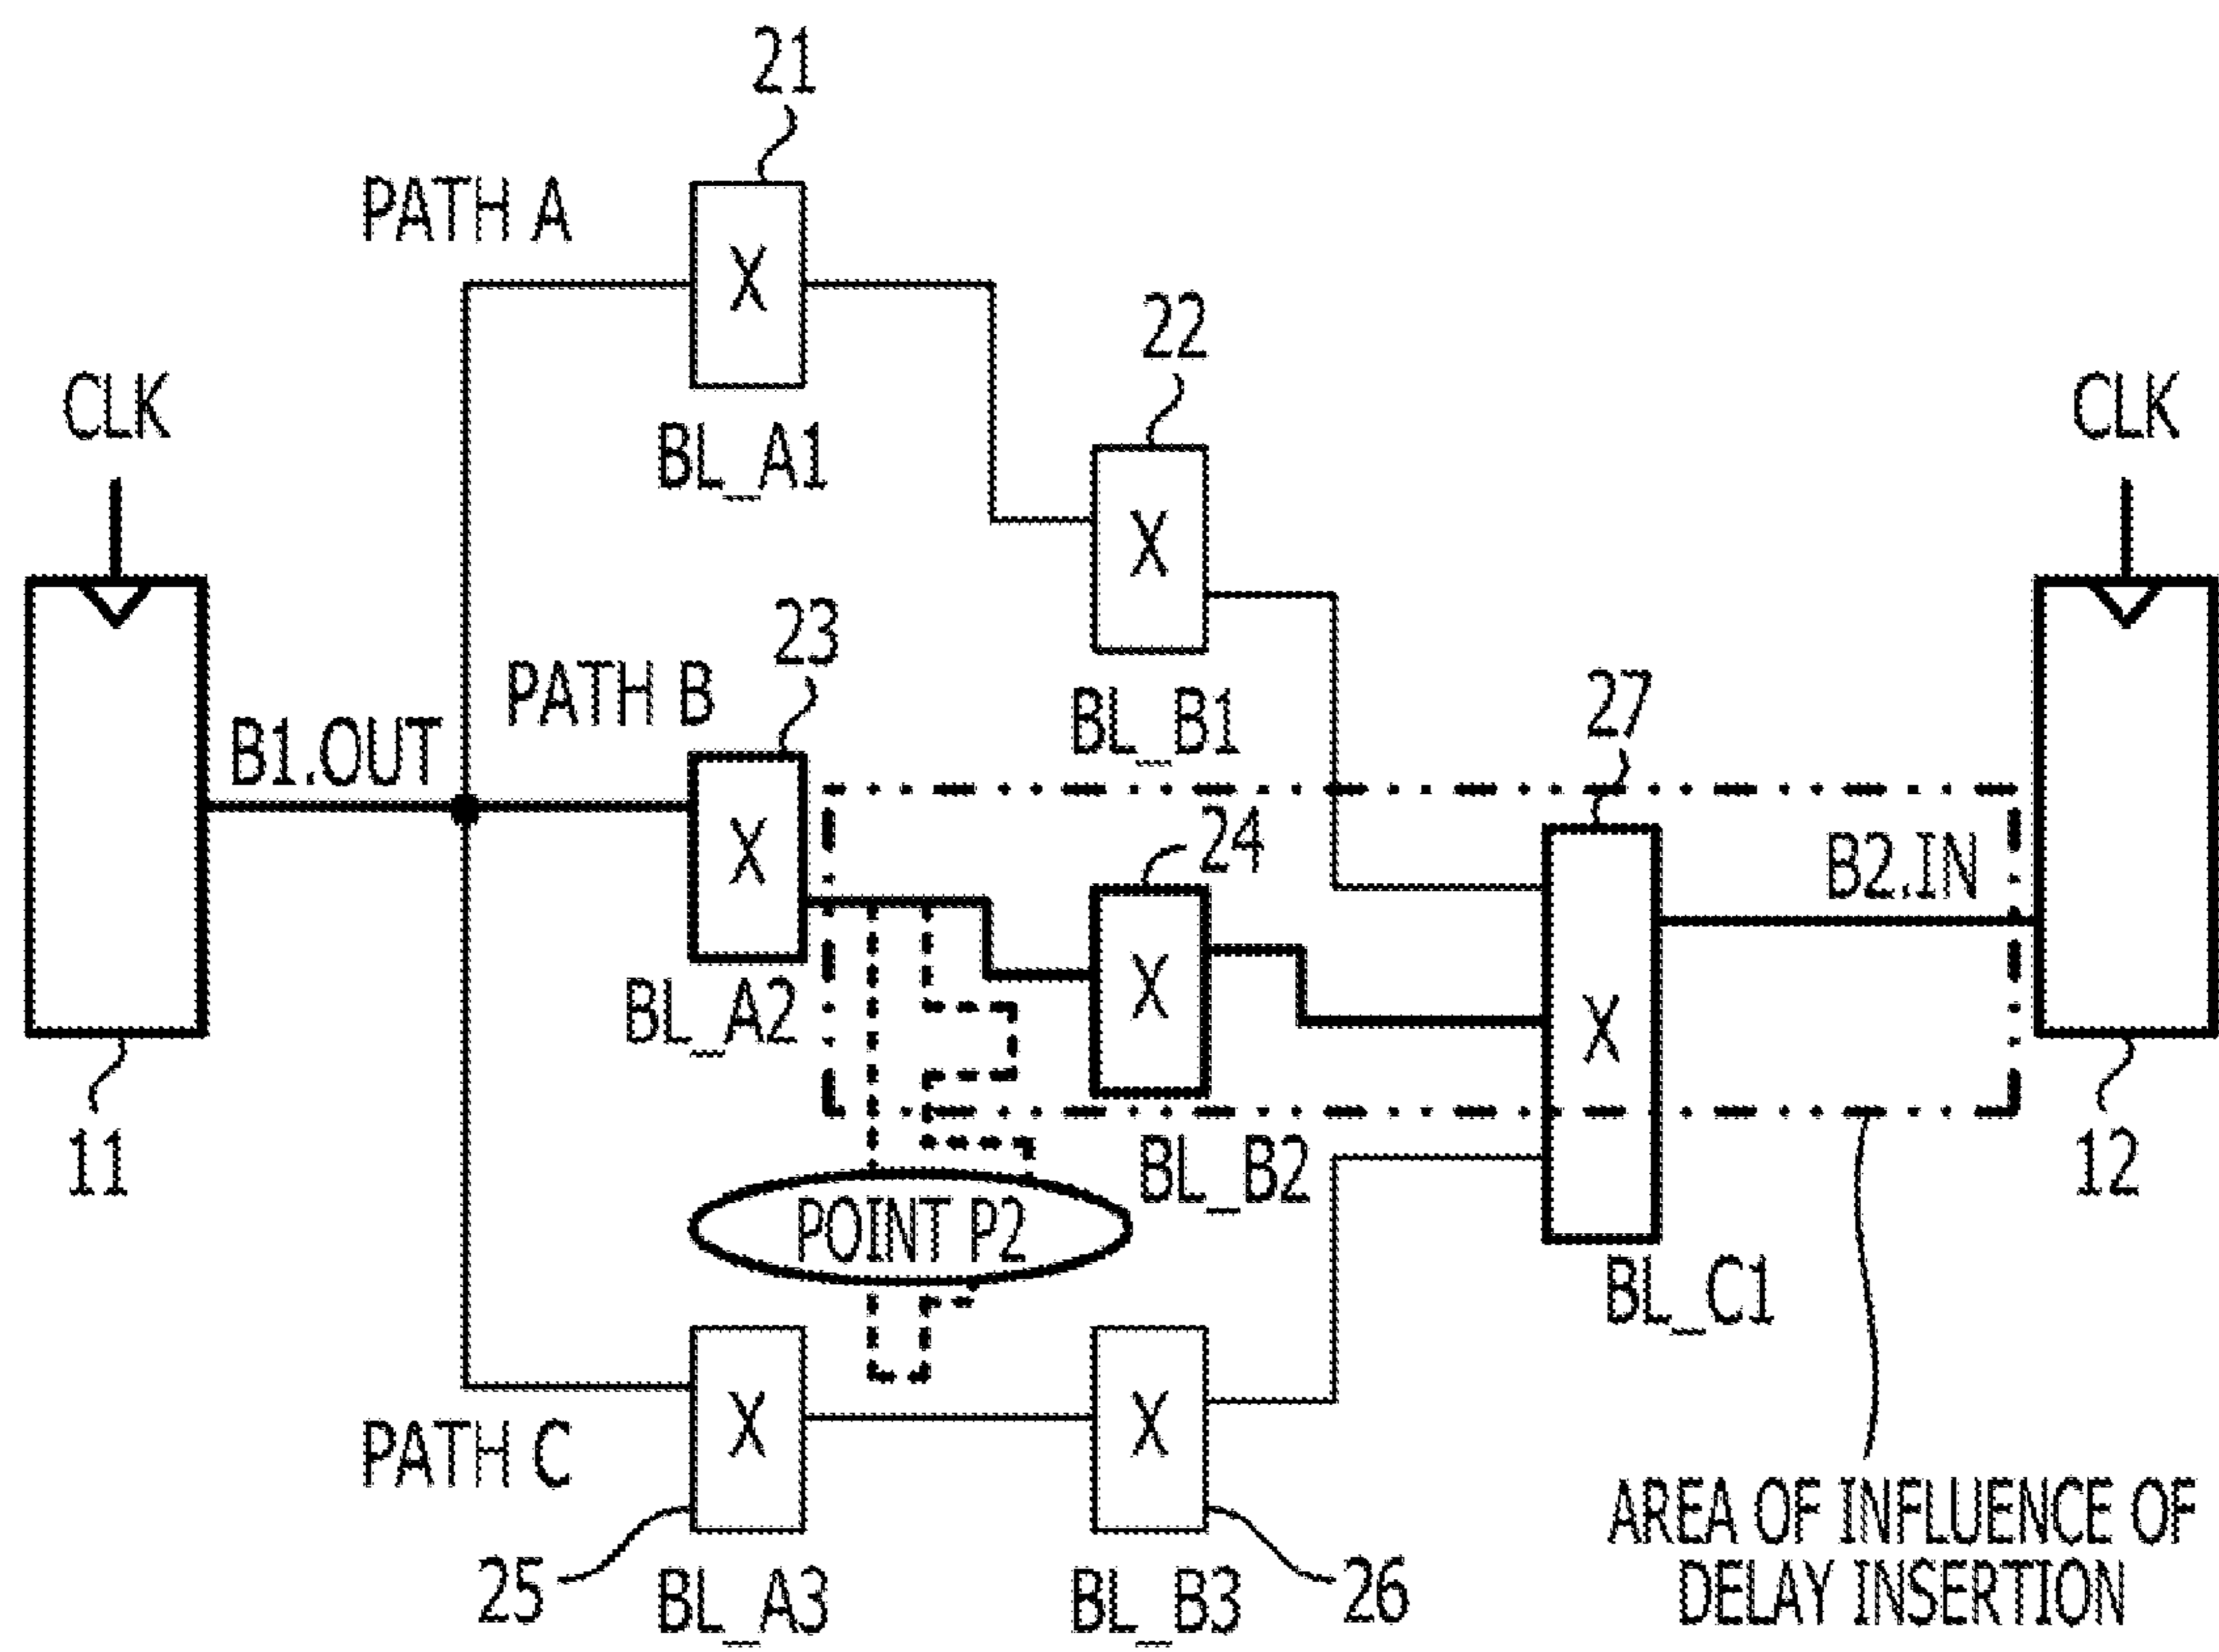 21
PATH A
X
22
CLK
CLK
BL_A1
X
23
PATH B
27
BL_B1
B1.OUT
X
24
B2.IN
BL_A2
X
X
11
BL_B2
12
POINT P2
BL_C1
X
X
PATH C
25
BL_A3
BL_B3
26
AREA OF INFLUENCE OF
DELAY INSERTION